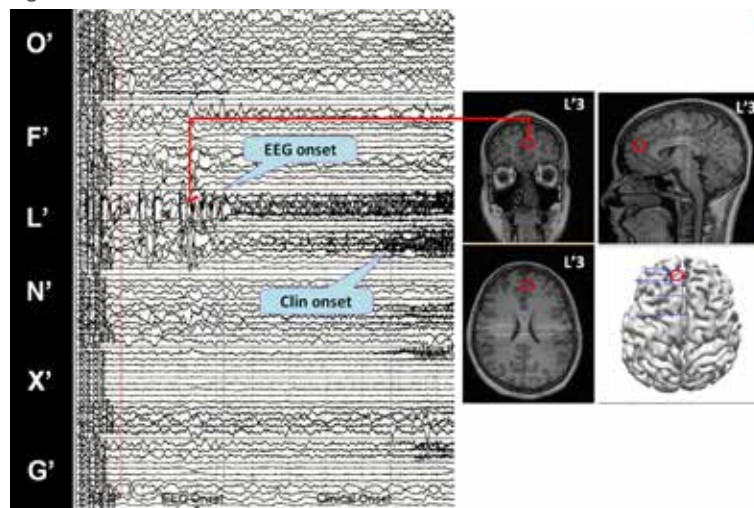 O'
F'
L'
N'
X'
G'
EEG onset
Clin onset
EEG Onset
Clinical Onset
L'3
L'3
L'3